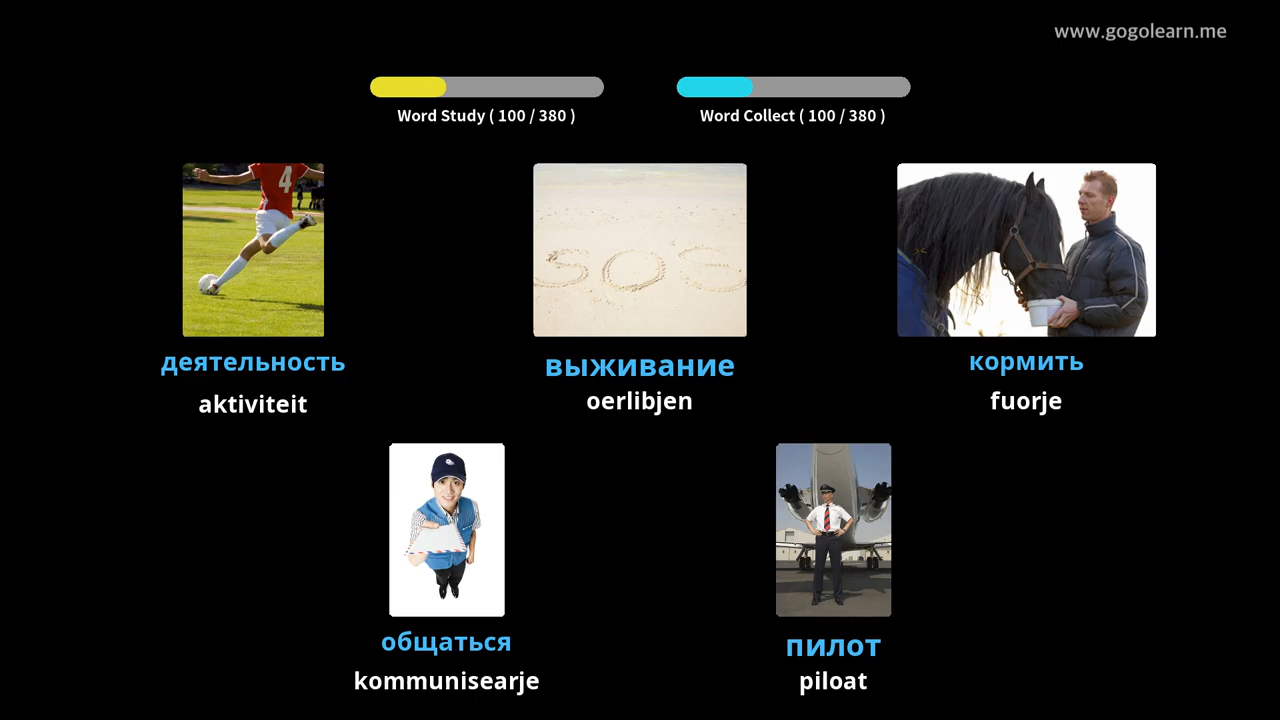 www.gogolearn.me
Word Study ( 100 / 380 )
Word Collect ( 100 / 380 )
4
SOS
деятельность
aktiviteit
выживание
oerlibjen
кормить
fuorje
общаться
kommunisearje
пилот
piloat